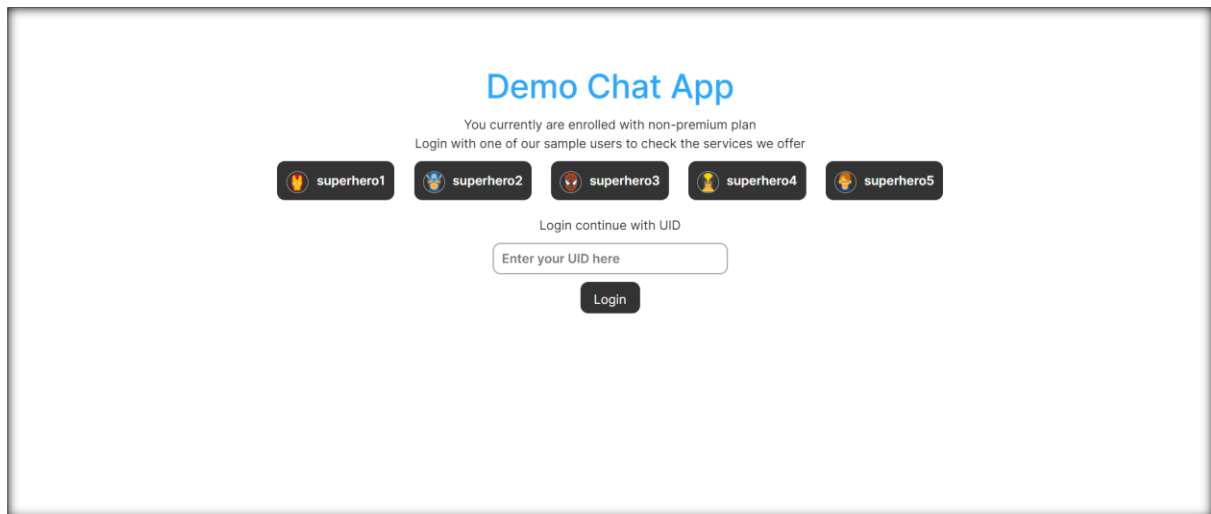 Demo Chat App
You currently are enrolled with non-premium plan
Login with one of our sample users to check the services we offer
superhero1 superhero2 superhero3 superhero4 superhero5
Login continue with UID
Enter your UID here
Login